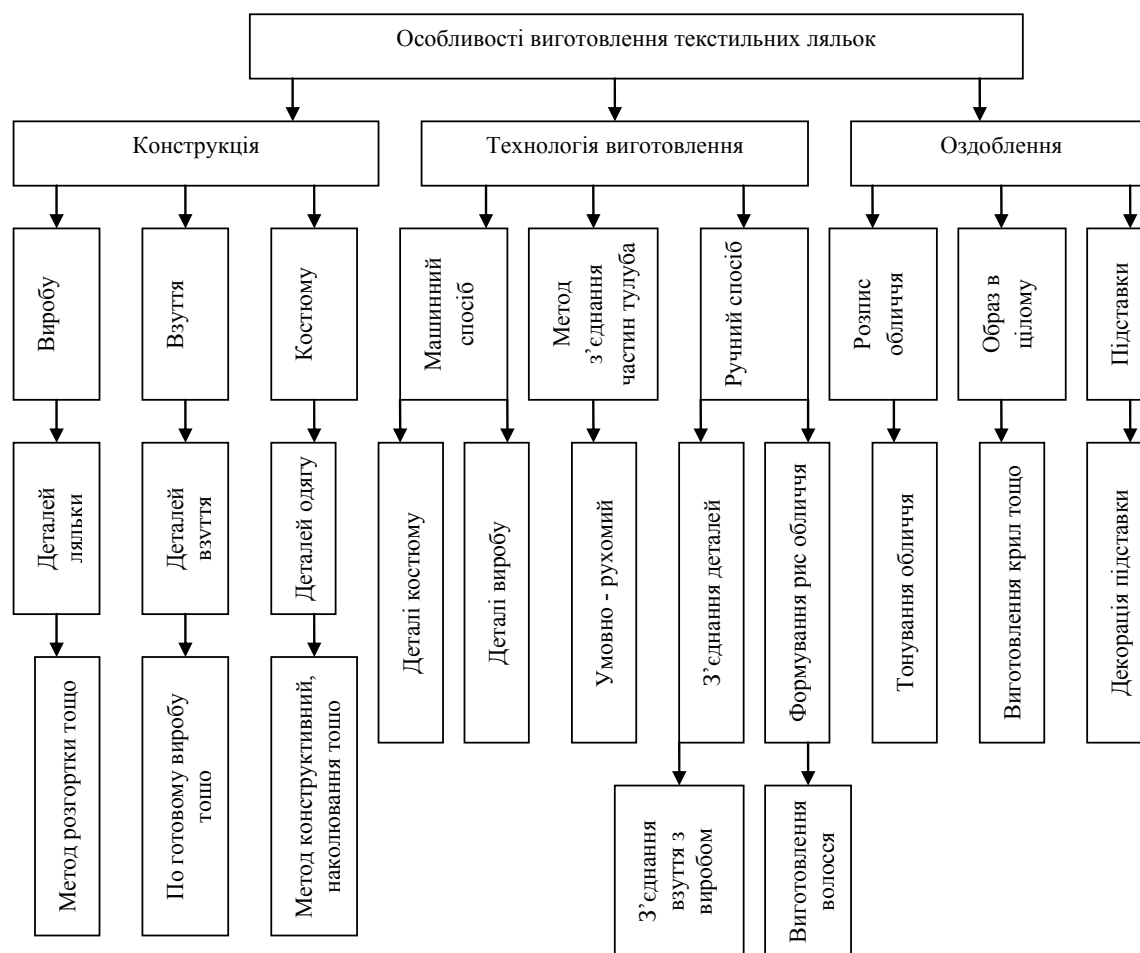 Особливості виготовлення текстильних ляльок
Конструкція
Технологія виготовлення
Оздоблення
Виробу
Взуття
Костюму
Машинний
спосіб
Метод
з’єднання
частин тулуба
Ручний спосіб
Розпис
обличчя
Образ в
цілому
Підставки
Деталей
ляльки
Деталей
взуття
Деталей одягу
Деталі костюму
Деталі виробу
Умовно - рухомий
З’єднання деталей
Формування рис обличчя
Тонування обличчя
Виготовлення крил тощо
Декорація підставки
Метод розгортки тощо
По готовому виробу
тощо
Метод конструктивний,
наколювання тощо
З’єднання
взуття з
виробом
Виготовлення
волосся